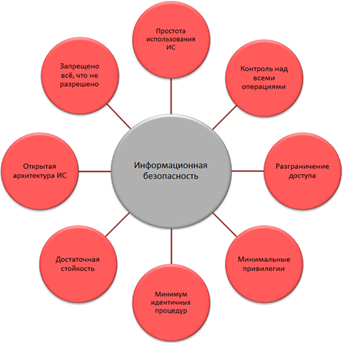 Простота
использования
ИС
Контроль над
всеми
операциями
Разграничение
доступа
Минимальные
привилегии
Минимум
идентичных
процедур
Достаточная
стойкость
Открытая
архитектура ИС
Запрещено
всё, что не
разрешено
Информационная
безопасность